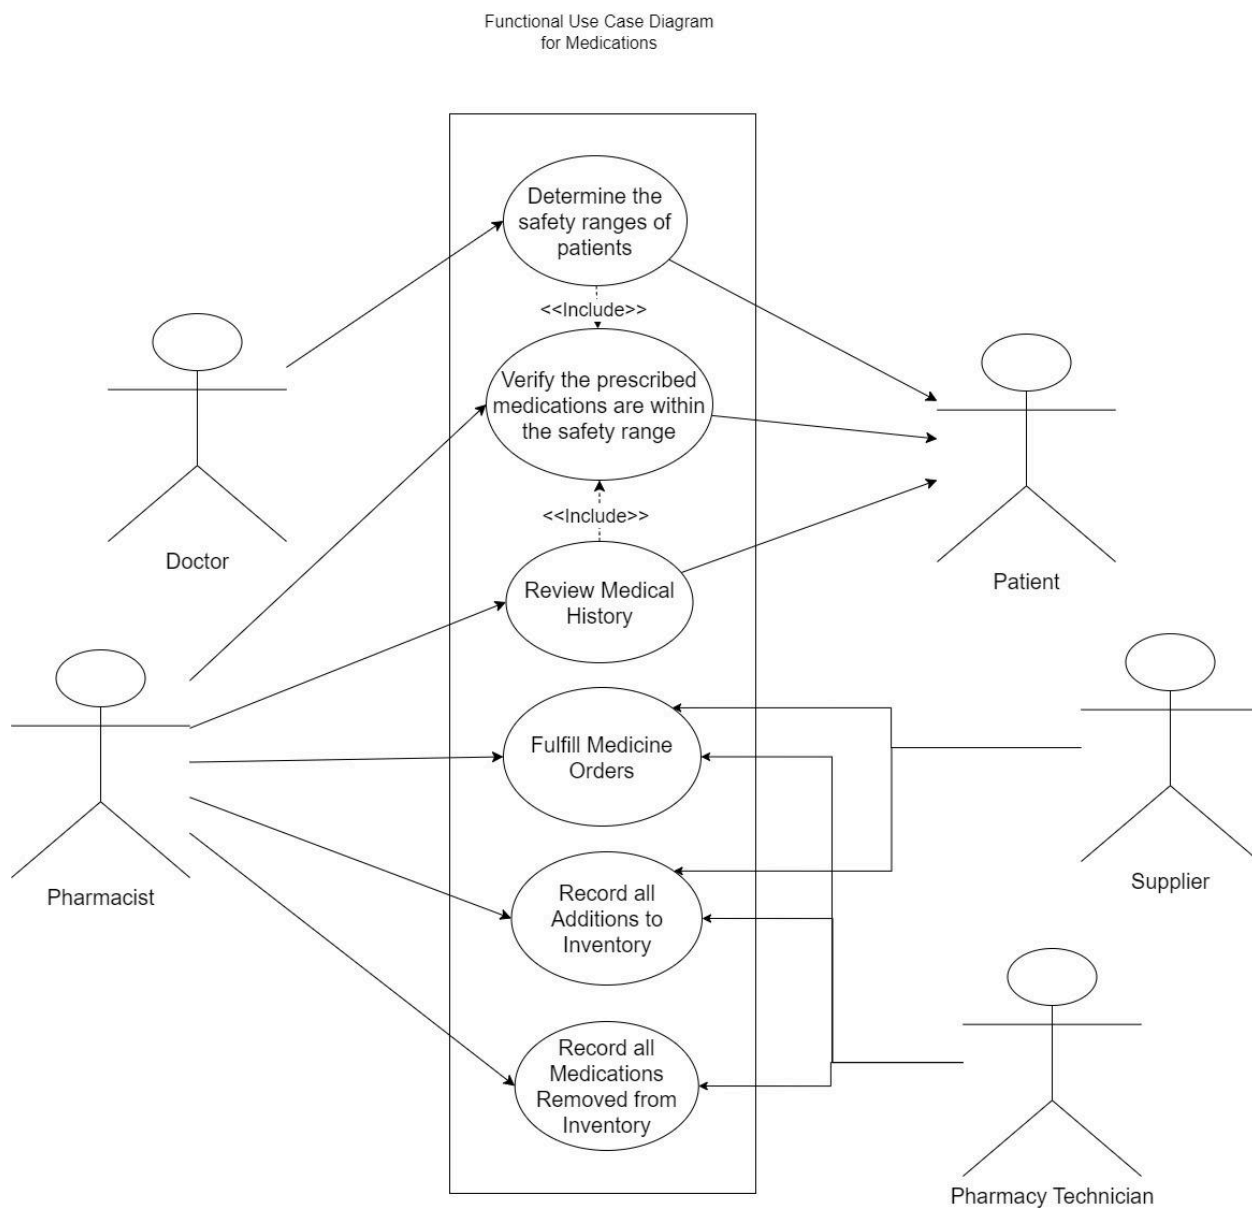 Functional Use Case Diagram
for Medications
Determine the
safety ranges of
patients
<<Include>>
Verify the prescribed
medications are within
the safety range
<<Include>>
Doctor
Patient
Review Medical
History
Fulfill Medicine
Orders
Pharmacist
Supplier
Record all
Additions to
Inventory
Record all
Medications
Removed from
Inventory
Pharmacy Technician